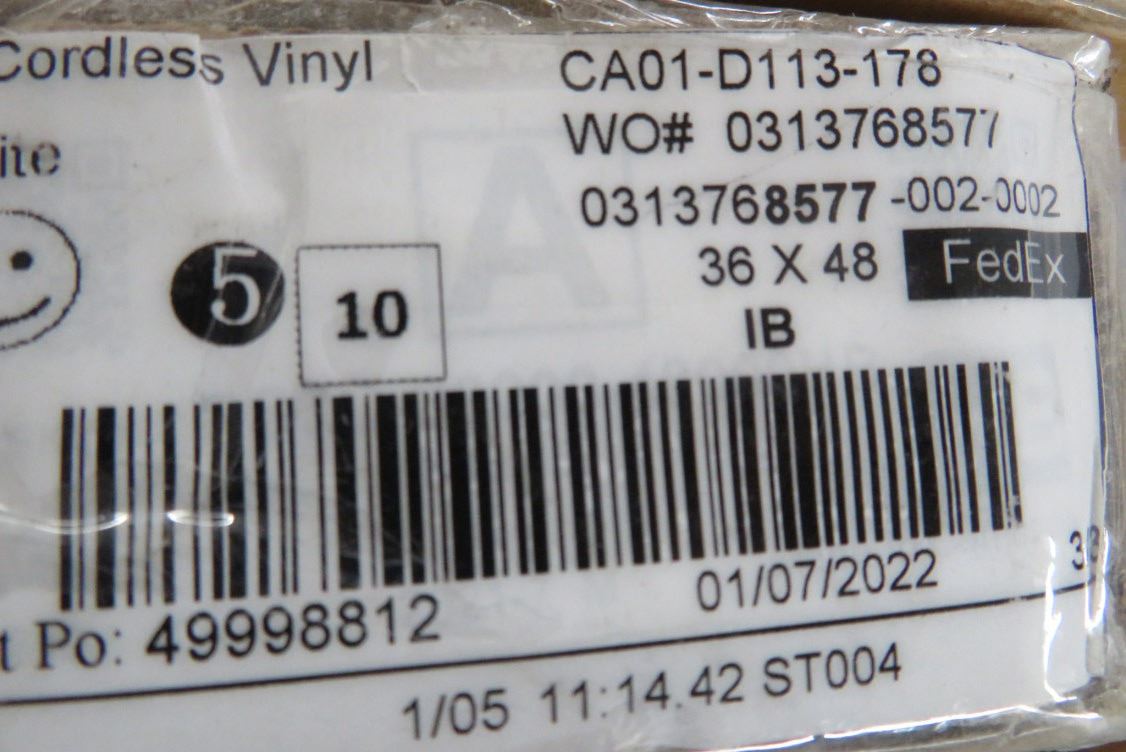 Cordless Vinyl
CA01-D113-178
WO# 0313768577
0313768577-002-0002
36 X 48
FedEx
5
10
IB
Po: 49998812
01/07/2022
1/05 11:14.42 ST004